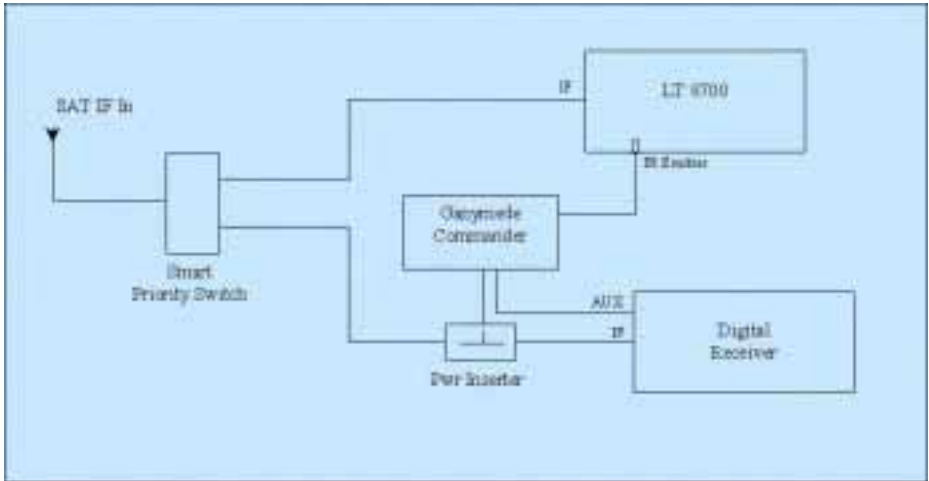 SAT IF In
IF
LT 8700
IR Emitter
Ganymede
Commander
Smart
Priority Switch
AUX
IF
Digital
Receiver
Pwr Inserter